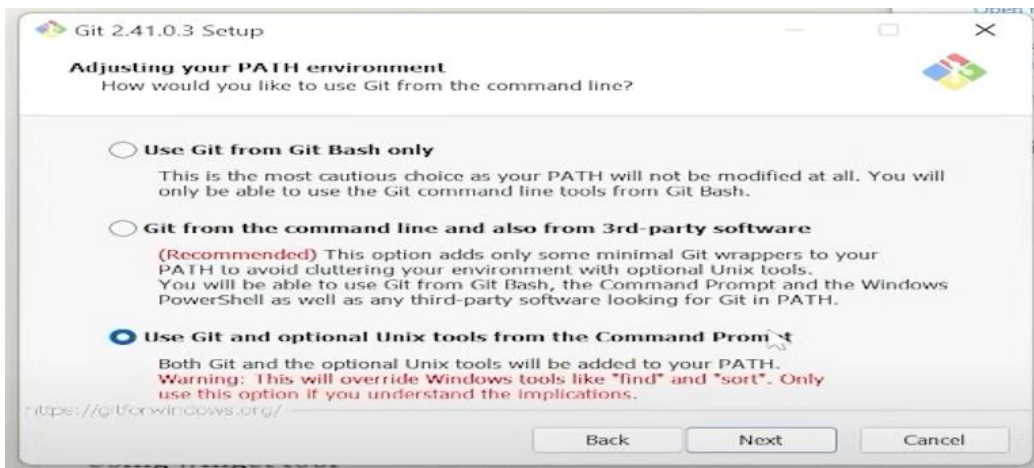 Git 2.41.0.3 Setup
Adjusting your PATH environment
How would you like to use Git from the command line?
Use Git from Git Bash only
This is the most cautious choice as your PATH will not be modified at all. You will
only be able to use the Git command line tools from Git Bash.
Git from the command line and also from 3rd-party software
(Recommended) This option adds only some minimal Git wrappers to your
PATH to avoid cluttering your environment with optional Unix tools.
You will be able to use Git from Git Bash, the Command Prompt and the Windows
PowerShell as well as any third-party software looking for Git in PATH.
Use Git and optional Unix tools from the Command Prompt
Both Git and the optional Unix tools will be added to your PATH.
Warning: This will override Windows tools like "find" and "sort". Only
use this option if you understand the implications.
https://gitforwindows.org/
Back Next Cancel